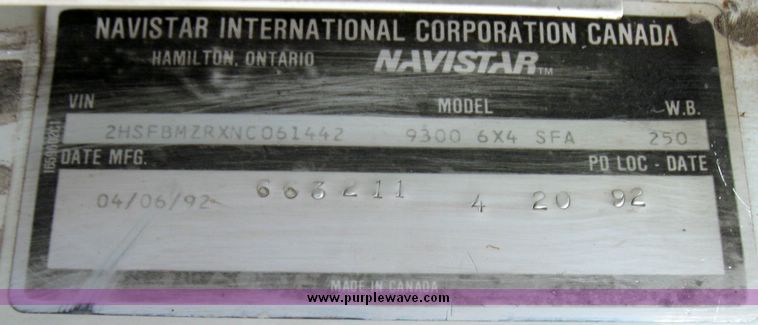 NAVISTAR INTERNATIONAL CORPORATION CANADA
HAMILTON, ONTARIO NAVISTAR TM
VIN MODEL W.B.
2HSFBMZRXNC061442 9300 6X4 SFA 250
DATE MFG. PD LOC - DATE
04/06/92 663211 4 20 92
MADE IN CANADA
www.purplewave.com